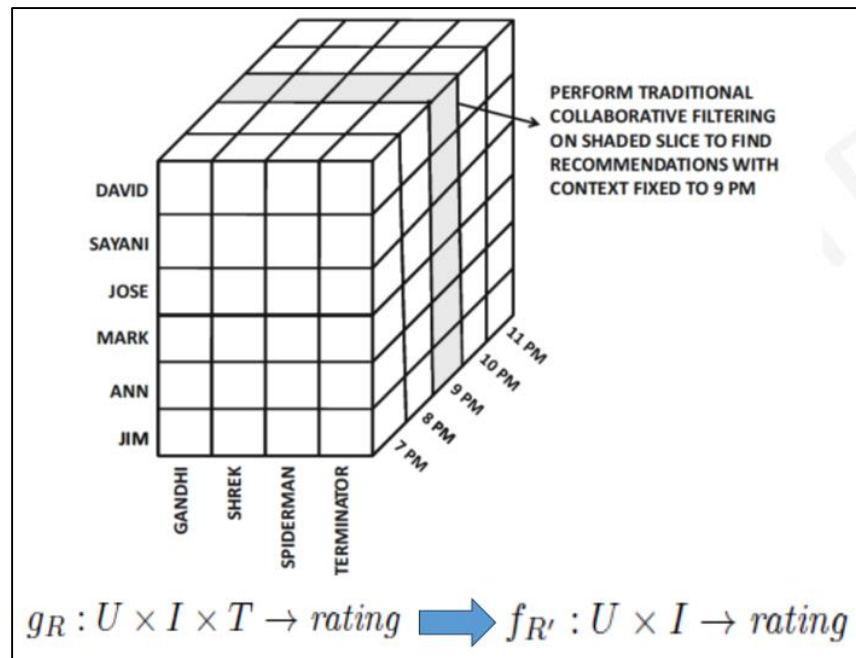 PERFORM TRADITIONAL
COLLABORATIVE FILTERING
ON SHADED SLICE TO FIND
RECOMMENDATIONS WITH
CONTEXT FIXED TO 9 PM
DAVID
SAYANI
JOSE
MARK
ANN
JIM
7 PM
8 PM
9 PM
10 PM
11 PM
GANDHI
SHREK
SPIDERMAN
TERMINATOR
g_R : U × I × T → rating
f_R' : U × I → rating